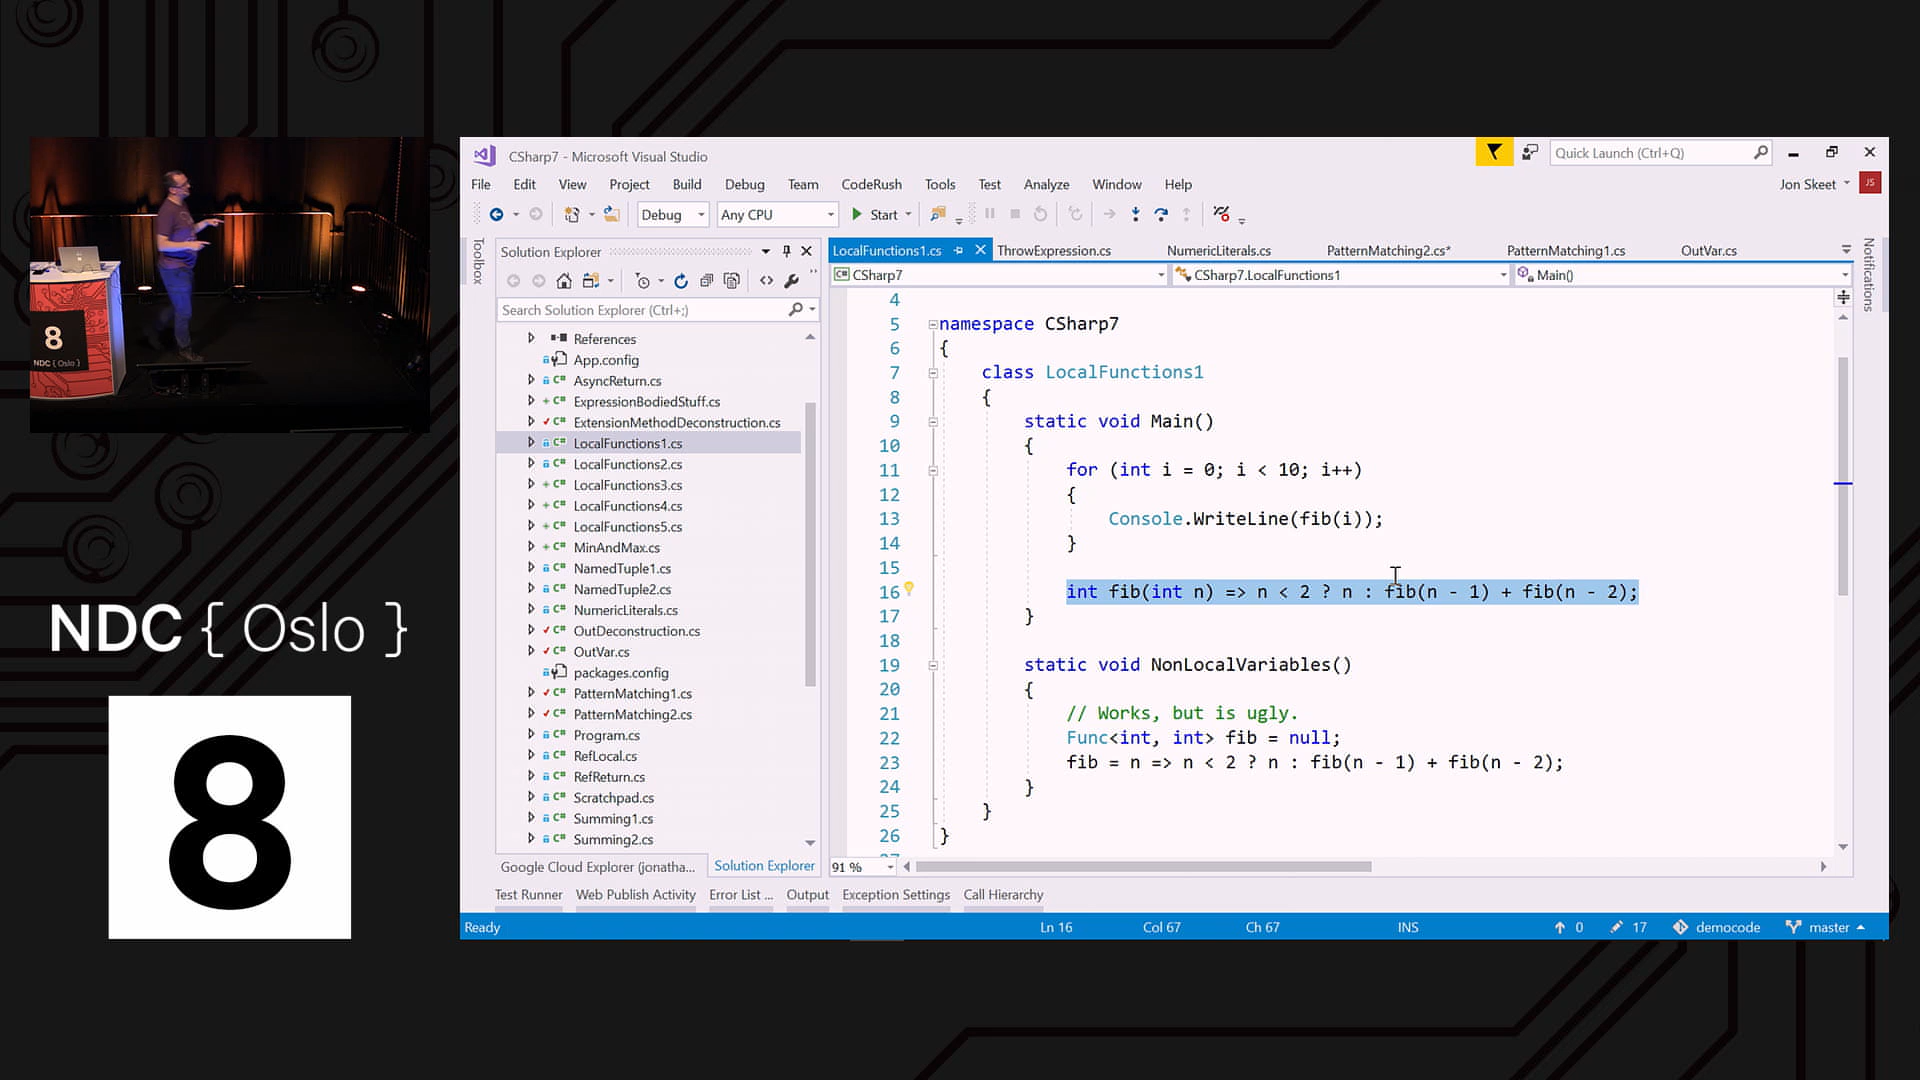 8
NDC { Oslo }
NDC { Oslo }
8
CSharp7 - Microsoft Visual Studio
Quick Launch (Ctrl+Q)
File Edit View Project Build Debug Team CodeRush Tools Test Analyze Window Help
Jon Skeet JS
Debug Any CPU Start
Toolbox
Solution Explorer
Search Solution Explorer (Ctrl+;)
References
App.config
C# AsyncReturn.cs
C# ExpressionBodiedStuff.cs
C# ExtensionMethodDeconstruction.cs
C# LocalFunctions1.cs
C# LocalFunctions2.cs
C# LocalFunctions3.cs
C# LocalFunctions4.cs
C# LocalFunctions5.cs
C# MinAndMax.cs
C# NamedTuple1.cs
C# NamedTuple2.cs
C# NumericLiterals.cs
C# OutDeconstruction.cs
C# OutVar.cs
packages.config
C# PatternMatching1.cs
C# PatternMatching2.cs
C# Program.cs
C# RefLocal.cs
C# RefReturn.cs
C# Scratchpad.cs
C# Summing1.cs
C# Summing2.cs
Google Cloud Explorer (jonatha... Solution Explorer
LocalFunctions1.cs ThrowExpression.cs NumericLiterals.cs PatternMatching2.cs* PatternMatching1.cs OutVar.cs
C# CSharp7 CSharp7.LocalFunctions1 Main()
Notifications
4
5 namespace CSharp7
6 {
7 class LocalFunctions1
8 {
9 static void Main()
10 {
11 for (int i = 0; i < 10; i++)
12 {
13 Console.WriteLine(fib(i));
14 }
15
16 int fib(int n) => n < 2 ? n : fib(n - 1) + fib(n - 2);
17 }
18
19 static void NonLocalVariables()
20 {
21 // Works, but is ugly.
22 Func<int, int> fib = null;
23 fib = n => n < 2 ? n : fib(n - 1) + fib(n - 2);
24 }
25 }
26 }
91 %
Test Runner Web Publish Activity Error List ... Output Exception Settings Call Hierarchy
Ready Ln 16 Col 67 Ch 67 INS 0 17 democode master